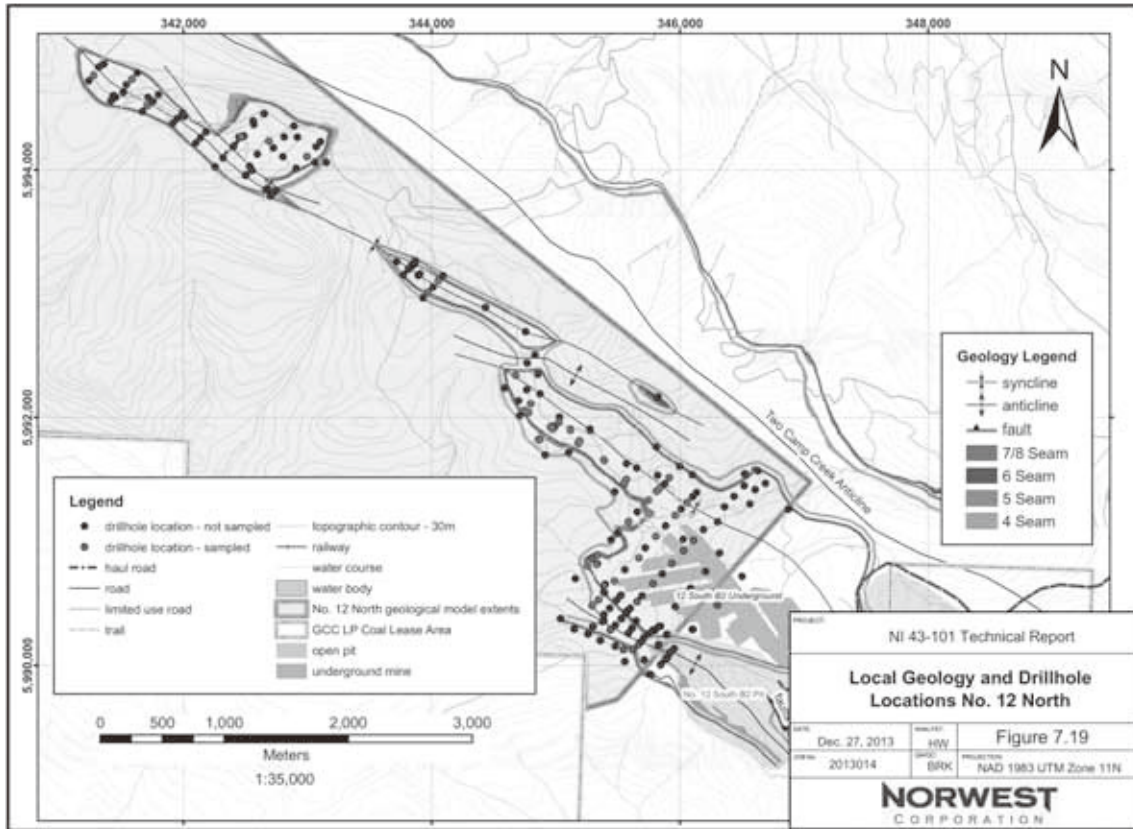 342,000
344,000
346,000
348,000
5,994,000
5,992,000
5,990,000
N
Two Camp Creek Anticline
12 South B2 Underground
No. 12 South B2 Pit
Geology Legend
syncline
anticline
fault
7/8 Seam
6 Seam
5 Seam
4 Seam
Legend
drillhole location - not sampled
drillhole location - sampled
haul road
road
limited use road
trail
topographic contour - 30m
railway
water course
water body
No. 12 North geological model extents
GCC LP Coal Lease Area
open pit
underground mine
0 500 1,000 2,000 3,000
Meters
1:35,000
PROJECT:
NI 43-101 Technical Report
Local Geology and Drillhole
Locations No. 12 North
DATE
Dec. 27, 2013
ANALYST:
HW
Figure 7.19
JOB No.
2013014
BRK
PROJECTION:
NAD 1983 UTM Zone 11N
NORWEST
CORPORATION